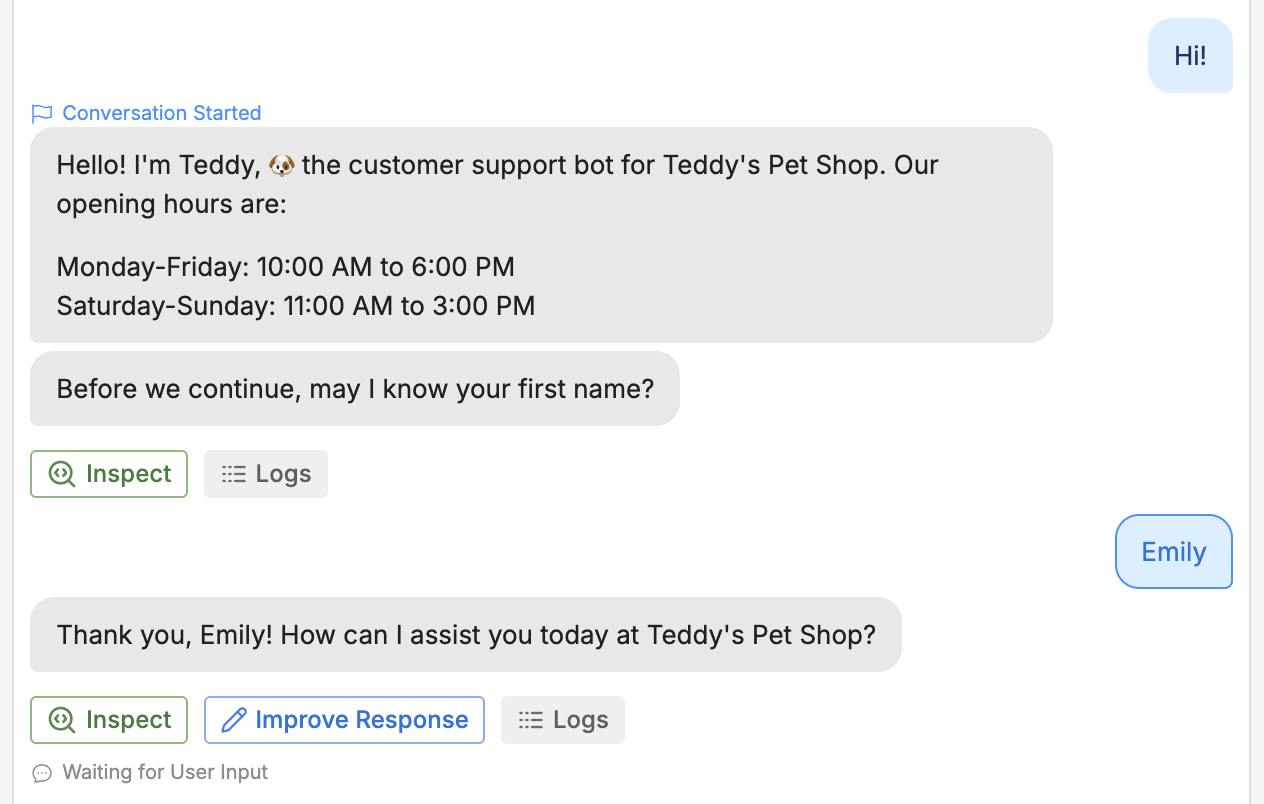 Hi!
Conversation Started
Hello! I'm Teddy, 🐶 the customer support bot for Teddy's Pet Shop. Our
opening hours are:
Monday-Friday: 10:00 AM to 6:00 PM
Saturday-Sunday: 11:00 AM to 3:00 PM
Before we continue, may I know your first name?
Inspect Logs
Emily
Thank you, Emily! How can I assist you today at Teddy's Pet Shop?
Inspect Improve Response Logs
Waiting for User Input